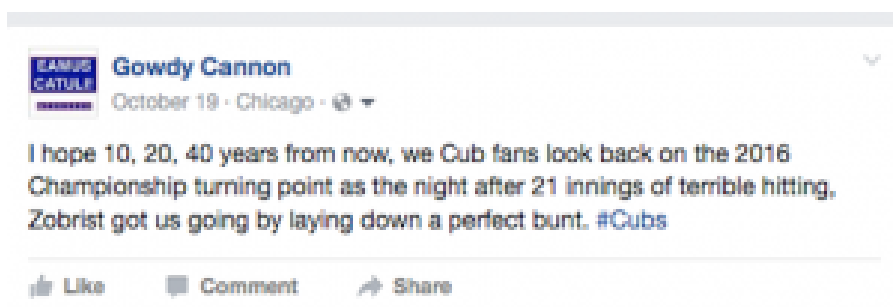 EAMUS
CATULI
Gowdy Cannon
October 19 · Chicago ·
I hope 10, 20, 40 years from now, we Cub fans look back on the 2016
Championship turning point as the night after 21 innings of terrible hitting,
Zobrist got us going by laying down a perfect bunt. #Cubs
Like Comment Share